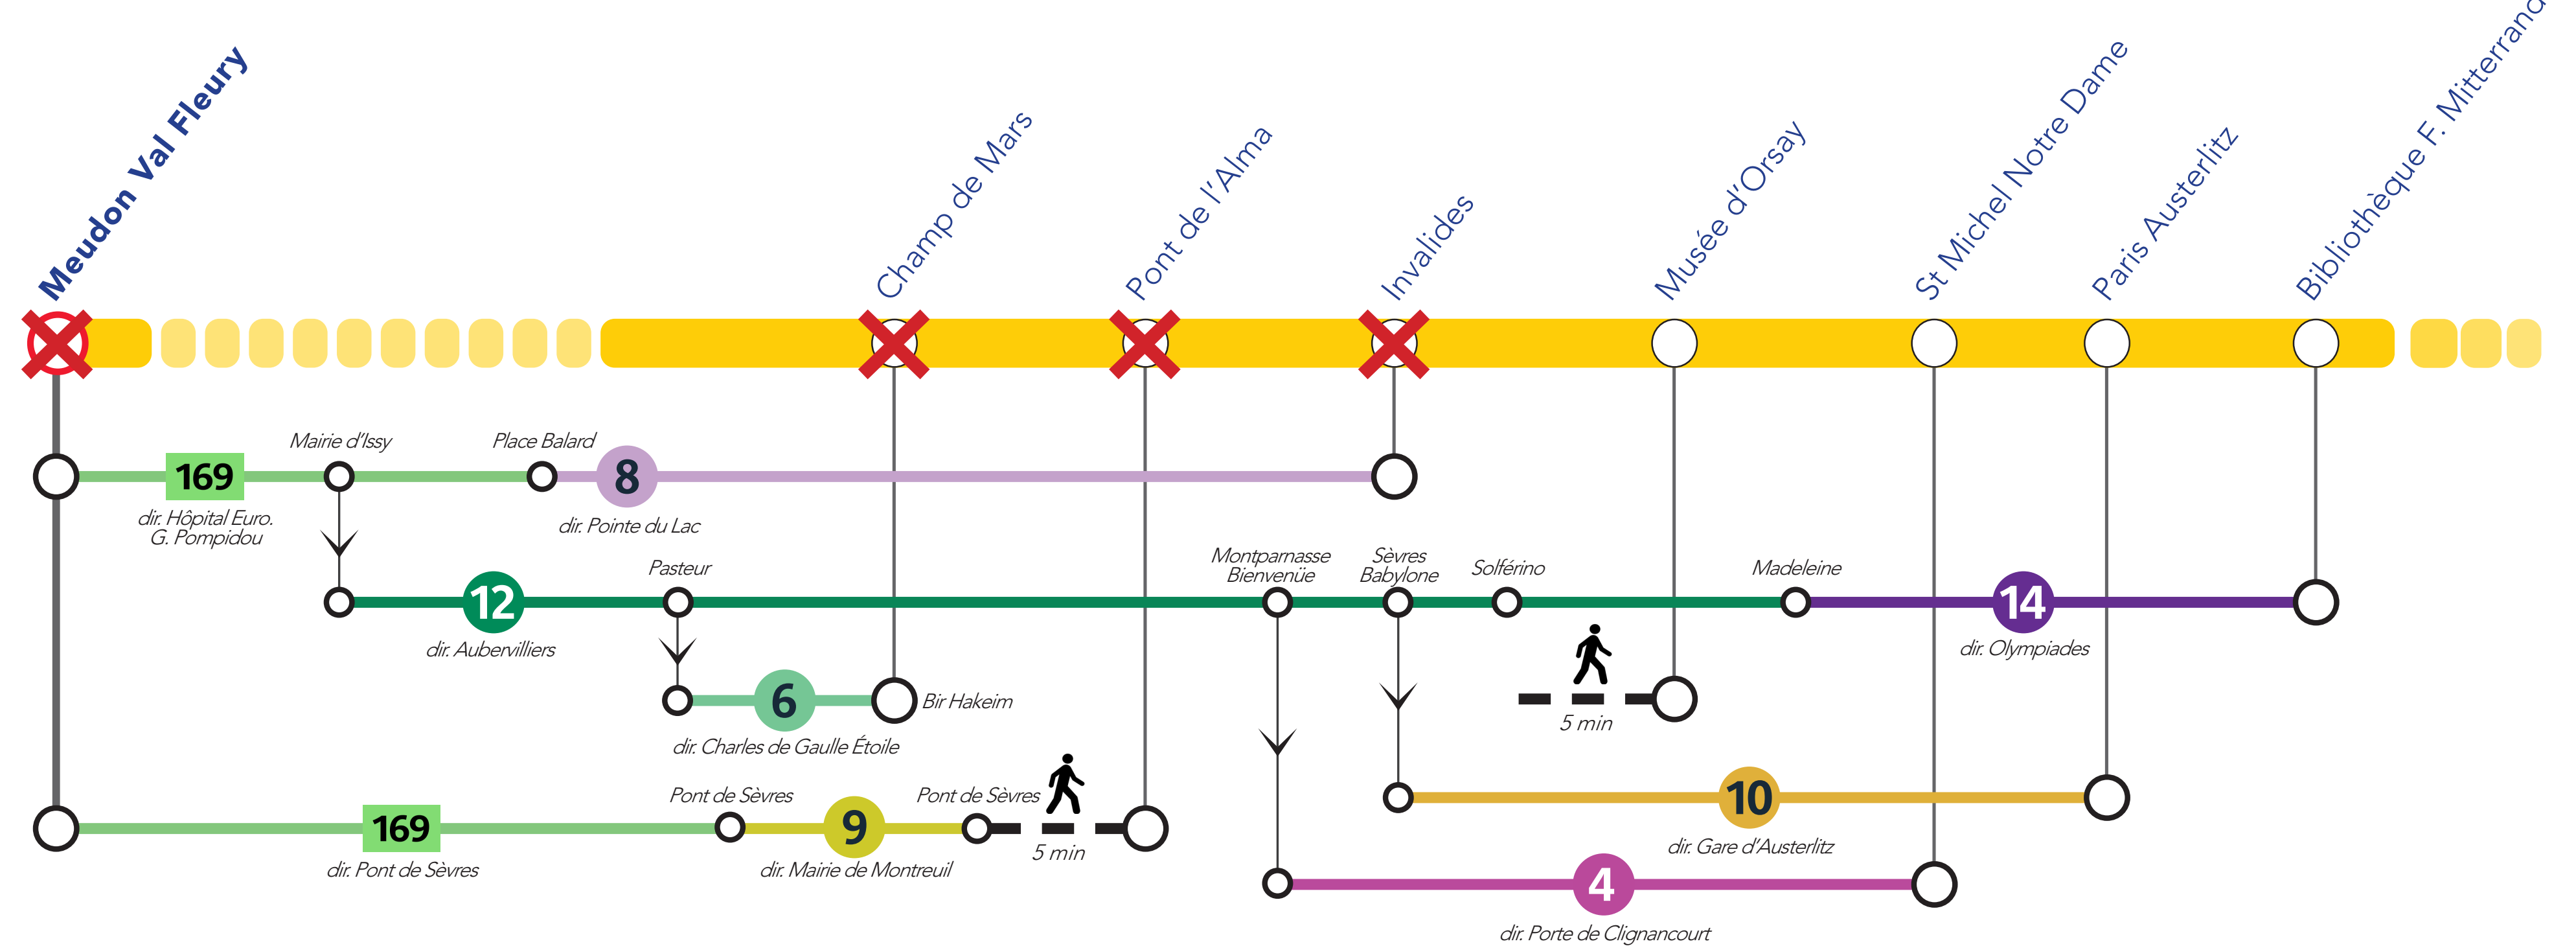 Meudon Val Fleury
Champ de Mars
Pont de l'Alma
Invalides
Musée d'Orsay
St Michel Notre Dame
Paris Austerlitz
Bibliothèque F. Mitterrand
Mairie d'Issy
Place Balard
169
8
dir. Hôpital Euro.
G. Pompidou
dir. Pointe du Lac
Pasteur
Montparnasse
Bienvenüe
Sèvres
Babylone
Solférino
Madeleine
12
14
dir. Aubervilliers
dir. Olympiades
6
Bir Hakeim
5 min
dir. Charles de Gaulle Étoile
Pont de Sèvres
Pont de Sèvres
10
169
9
5 min
dir. Gare d'Austerlitz
dir. Pont de Sèvres
dir. Mairie de Montreuil
4
dir. Porte de Clignancourt